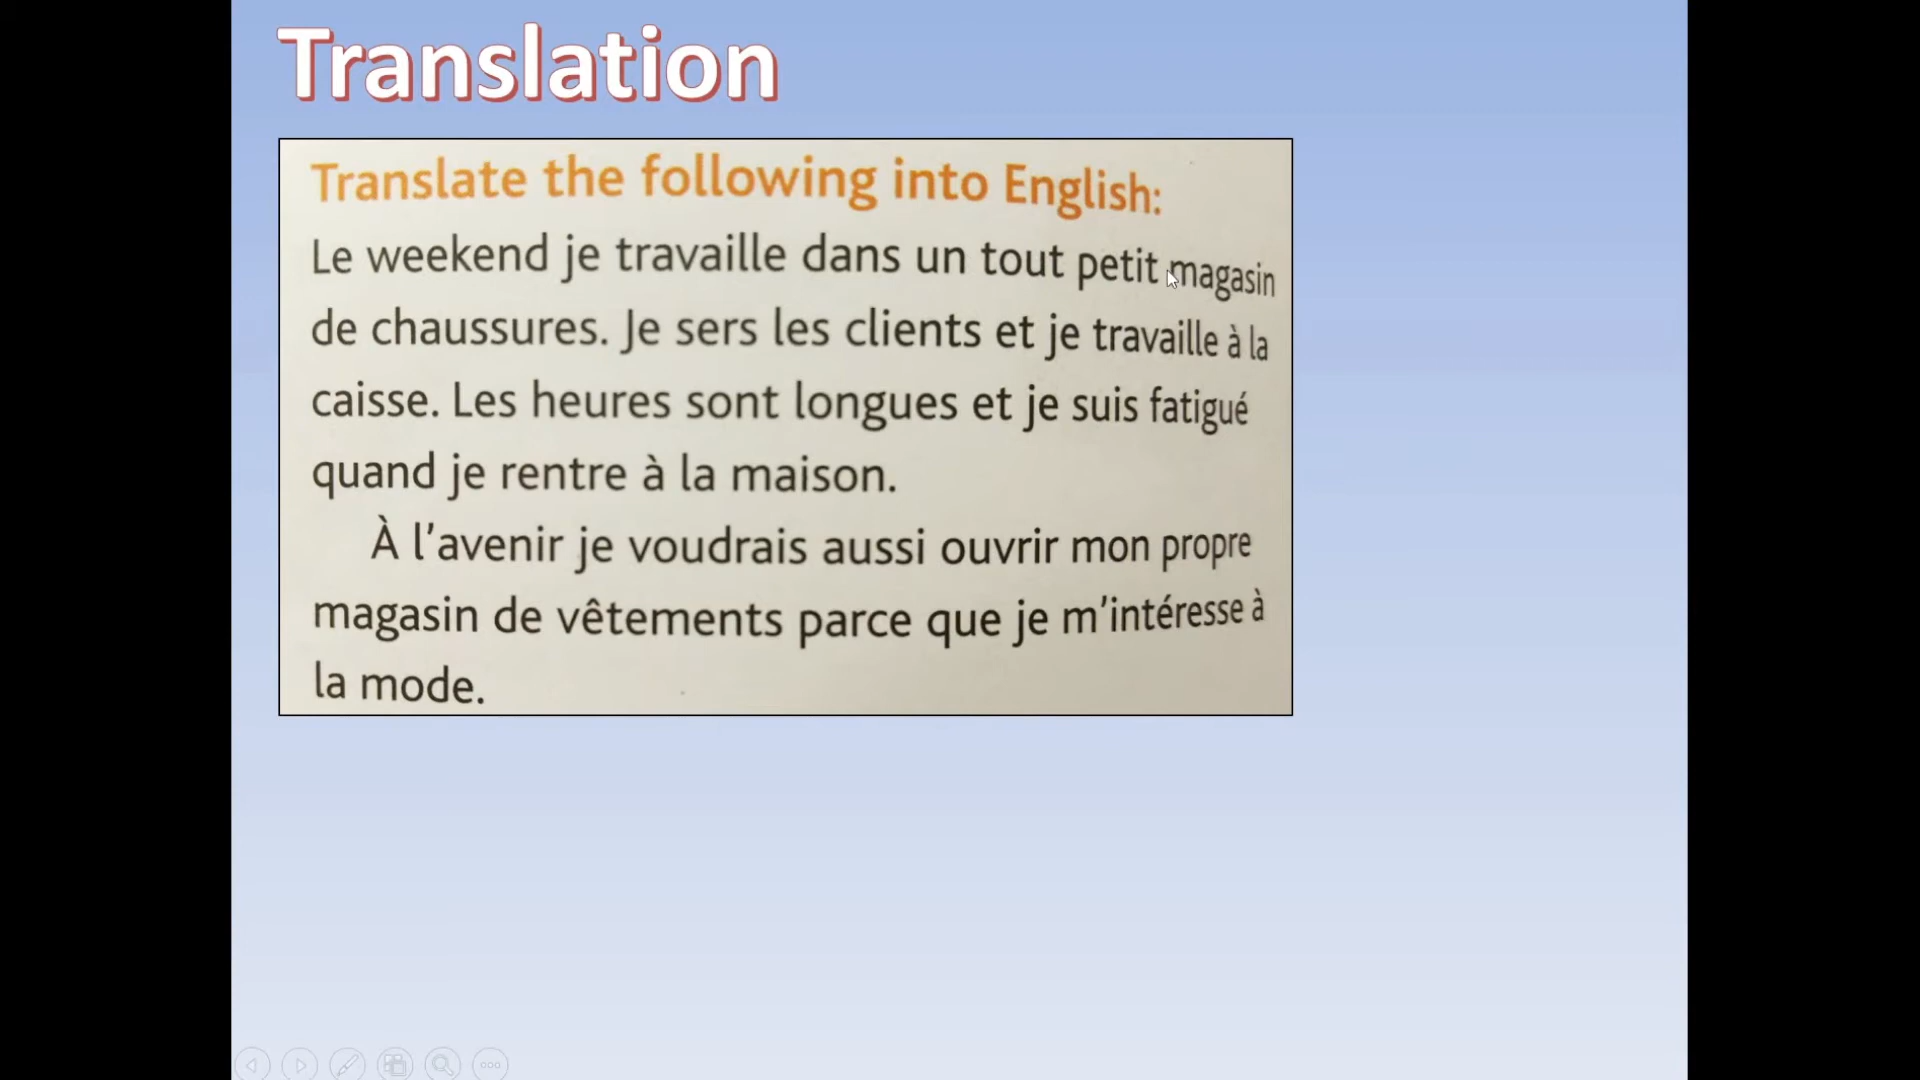 Translation
Translate the following into English:
Le weekend je travaille dans un tout petit magasin
de chaussures. Je sers les clients et je travaille à la
caisse. Les heures sont longues et je suis fatigué
quand je rentre à la maison.
À l'avenir je voudrais aussi ouvrir mon propre
magasin de vêtements parce que je m'intéresse à
la mode.